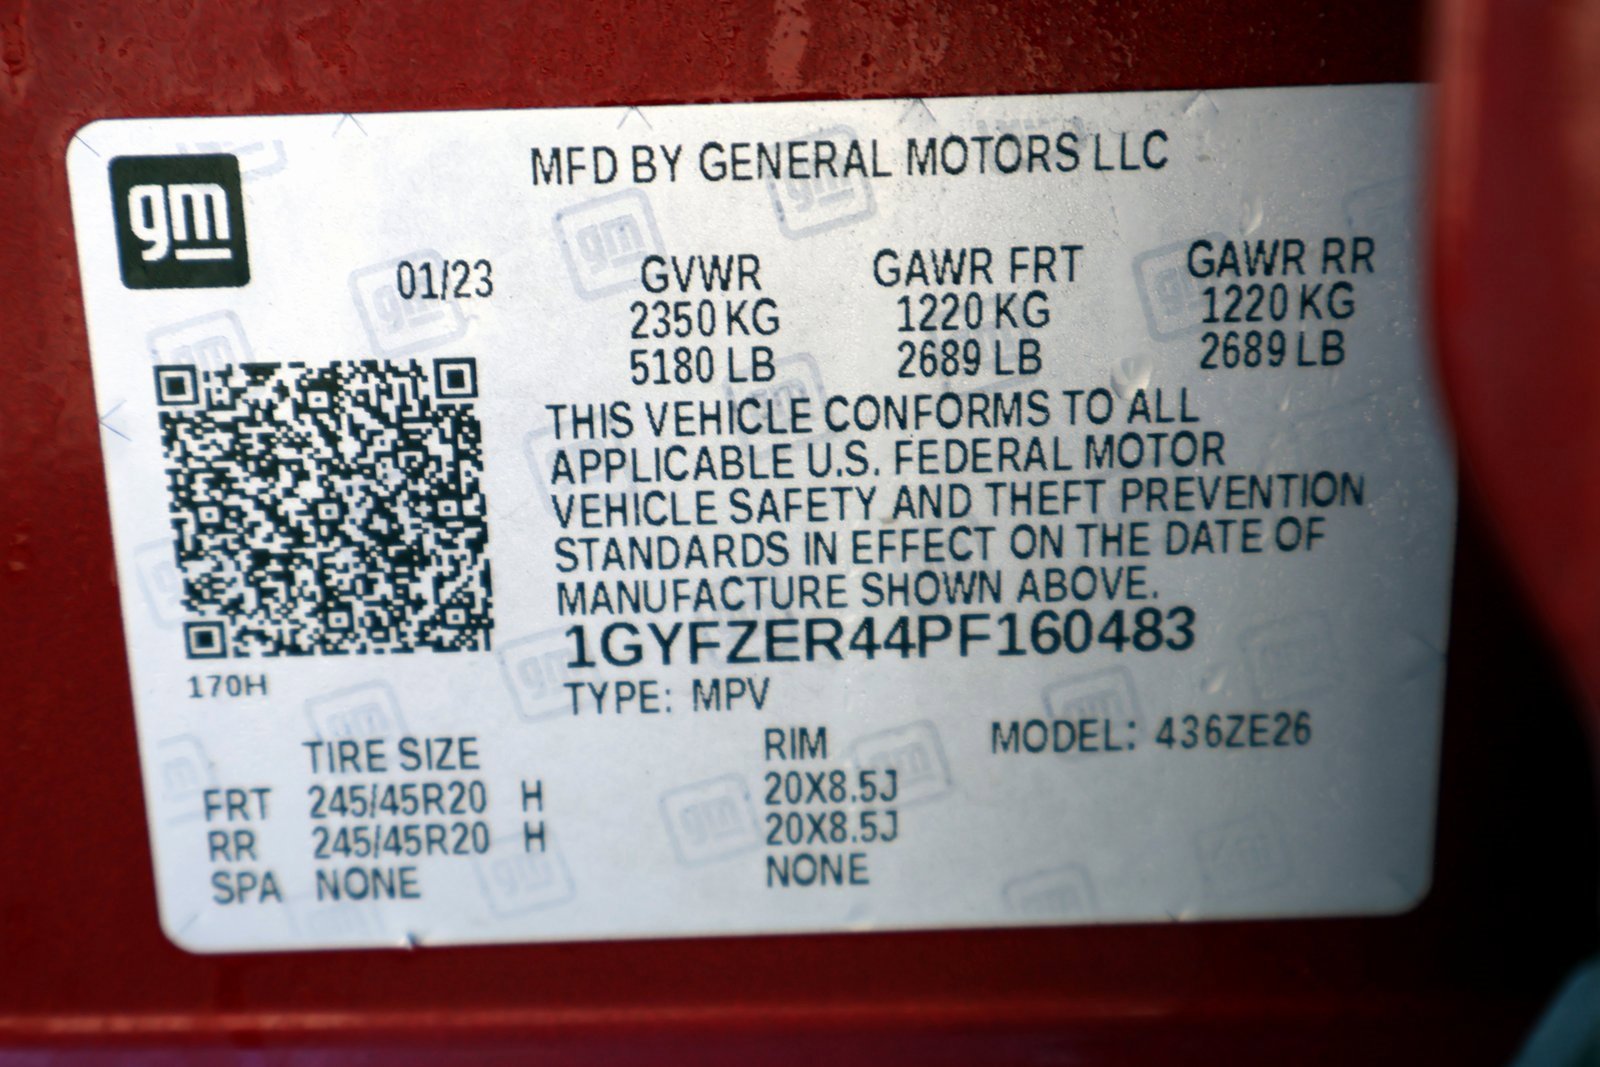 gm
MFD BY GENERAL MOTORS LLC
01/23 GVWR GAWR FRT GAWR RR
2350 KG 1220 KG 1220 KG
5180 LB 2689 LB 2689 LB
THIS VEHICLE CONFORMS TO ALL
APPLICABLE U.S. FEDERAL MOTOR
VEHICLE SAFETY AND THEFT PREVENTION
STANDARDS IN EFFECT ON THE DATE OF
MANUFACTURE SHOWN ABOVE.
1GYFZER44PF160483
170H
TYPE: MPV
TIRE SIZE RIM MODEL: 436ZE26
FRT 245/45R20 H 20X8.5J
RR 245/45R20 H 20X8.5J
SPA NONE NONE